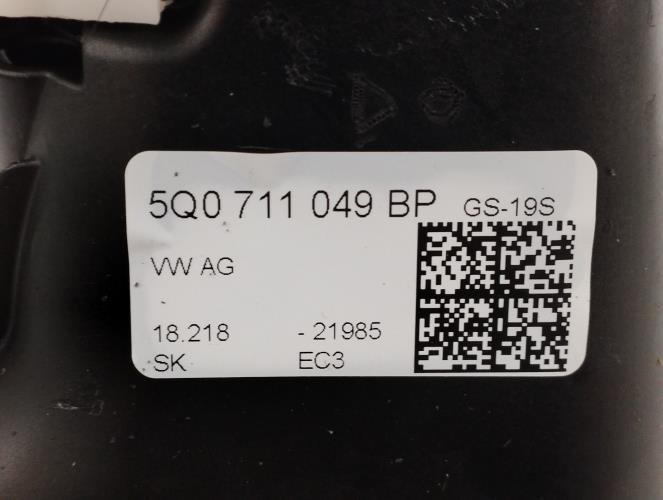 5Q0 711 049 BP GS-19S
VW AG
18.218 - 21985
SK EC3